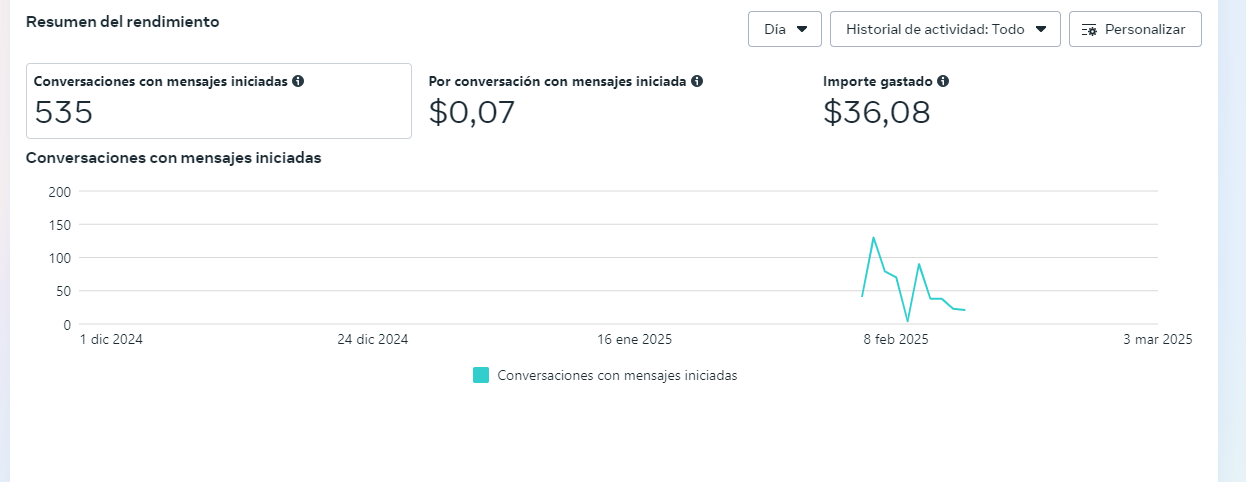 Resumen del rendimiento
Día
Historial de actividad: Todo
Personalizar
Conversaciones con mensajes iniciadas
535
Por conversación con mensajes iniciada
$0,07
Importe gastado
$36,08
Conversaciones con mensajes iniciadas
200
150
100
50
0
1 dic 2024
24 dic 2024
16 ene 2025
8 feb 2025
3 mar 2025
Conversaciones con mensajes iniciadas